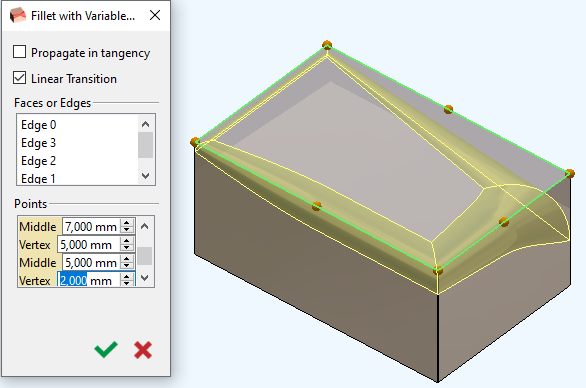 Fillet with Variable...
Propagate in tangency
Linear Transition
Faces or Edges
Edge 0
Edge 3
Edge 2
Edge 1
Points
Middle 7,000 mm
Vertex 5,000 mm
Middle 5,000 mm
Vertex 2,000 mm